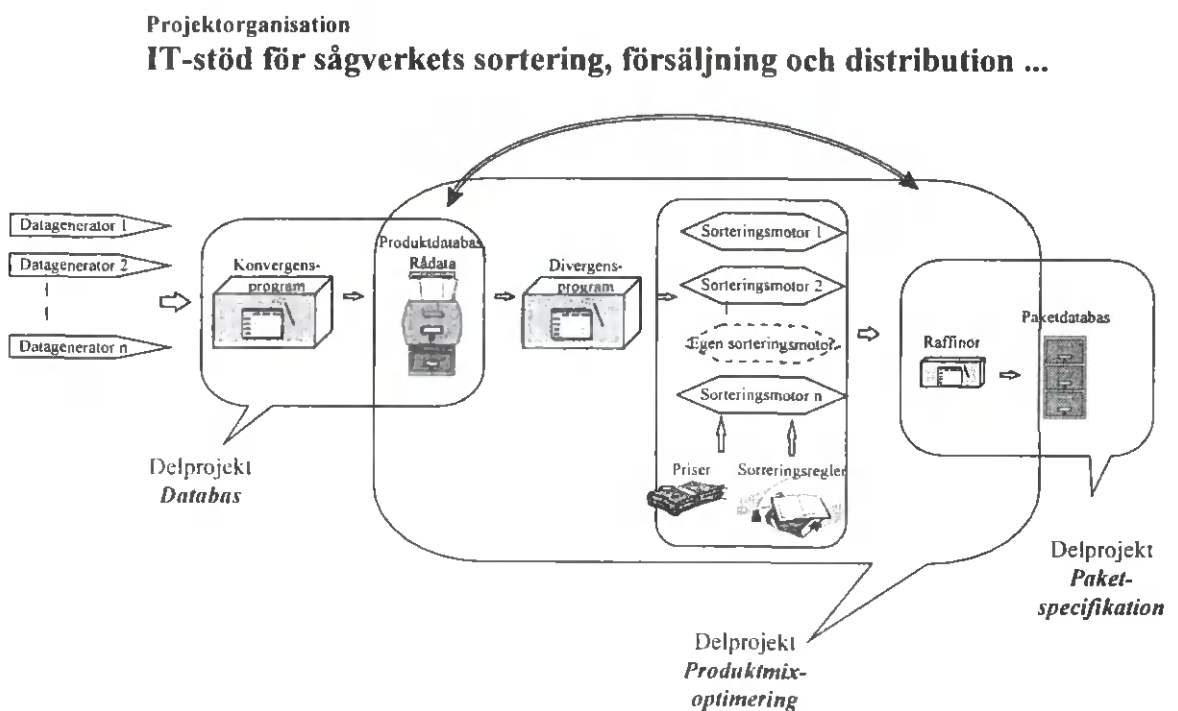 Projektorganisation
IT-stöd för sågverkets sortering, försäljning och distribution ...
Datagenerator 1
Datagenerator 2
Datagenerator n
Konvergens-
program
Produktdatabas
Rådata
Divergens-
program
Sorteringsmotor 1
Sorteringsmotor 2
Egen sorteringsmotor
Sorteringsmotor n
Priser
Sorteringsregler
Raffinör
Paketdatabas
Delprojekt
Databas
Delprojekt
Produktmix-
optimering
Delprojekt
Paket-
specifikation